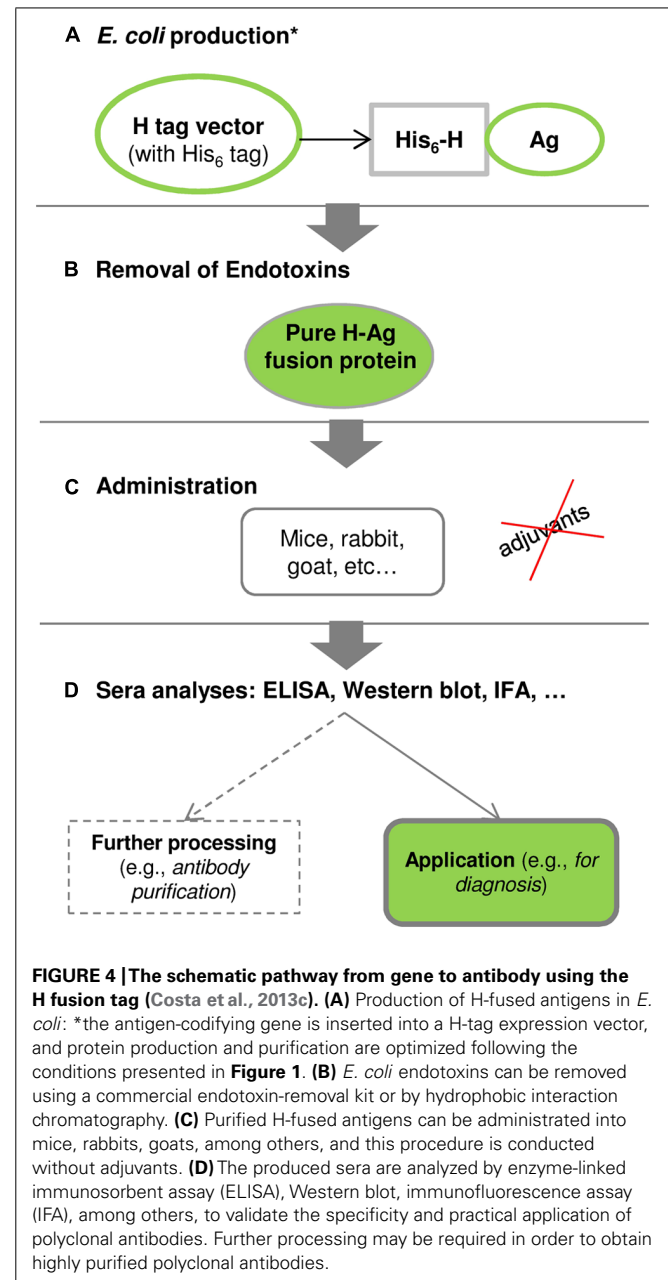 A E. coli production*
H tag vector
(with His6 tag)
His6-H
Ag
B Removal of Endotoxins
Pure H-Ag
fusion protein
C Administration
Mice, rabbit,
goat, etc...
adjuvants
D Sera analyses: ELISA, Western blot, IFA, ...
Further processing
(e.g., antibody
purification)
Application (e.g., for
diagnosis)
FIGURE 4 | The schematic pathway from gene to antibody using the
H fusion tag (Costa et al., 2013c). (A) Production of H-fused antigens in E.
coli: *the antigen-codifying gene is inserted into a H-tag expression vector,
and protein production and purification are optimized following the
conditions presented in Figure 1. (B) E. coli endotoxins can be removed
using a commercial endotoxin-removal kit or by hydrophobic interaction
chromatography. (C) Purified H-fused antigens can be administrated into
mice, rabbits, goats, among others, and this procedure is conducted
without adjuvants. (D) The produced sera are analyzed by enzyme-linked
immunosorbent assay (ELISA), Western blot, immunofluorescence assay
(IFA), among others, to validate the specificity and practical application of
polyclonal antibodies. Further processing may be required in order to obtain
highly purified polyclonal antibodies.